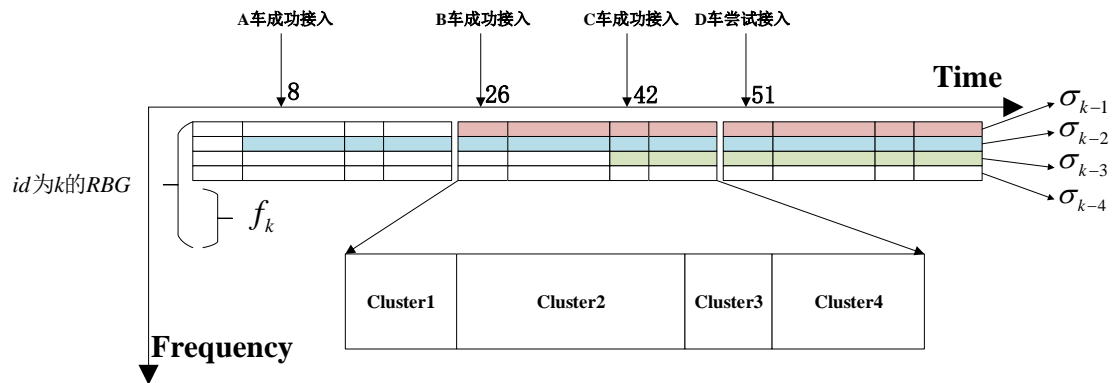 A车成功接入 B车成功接入 C车成功接入 D车尝试接入
Time
8 26 42 51
σk-1
σk-2
σk-3
σk-4
id为k的RBG
fk
Cluster1 Cluster2 Cluster3 Cluster4
Frequency